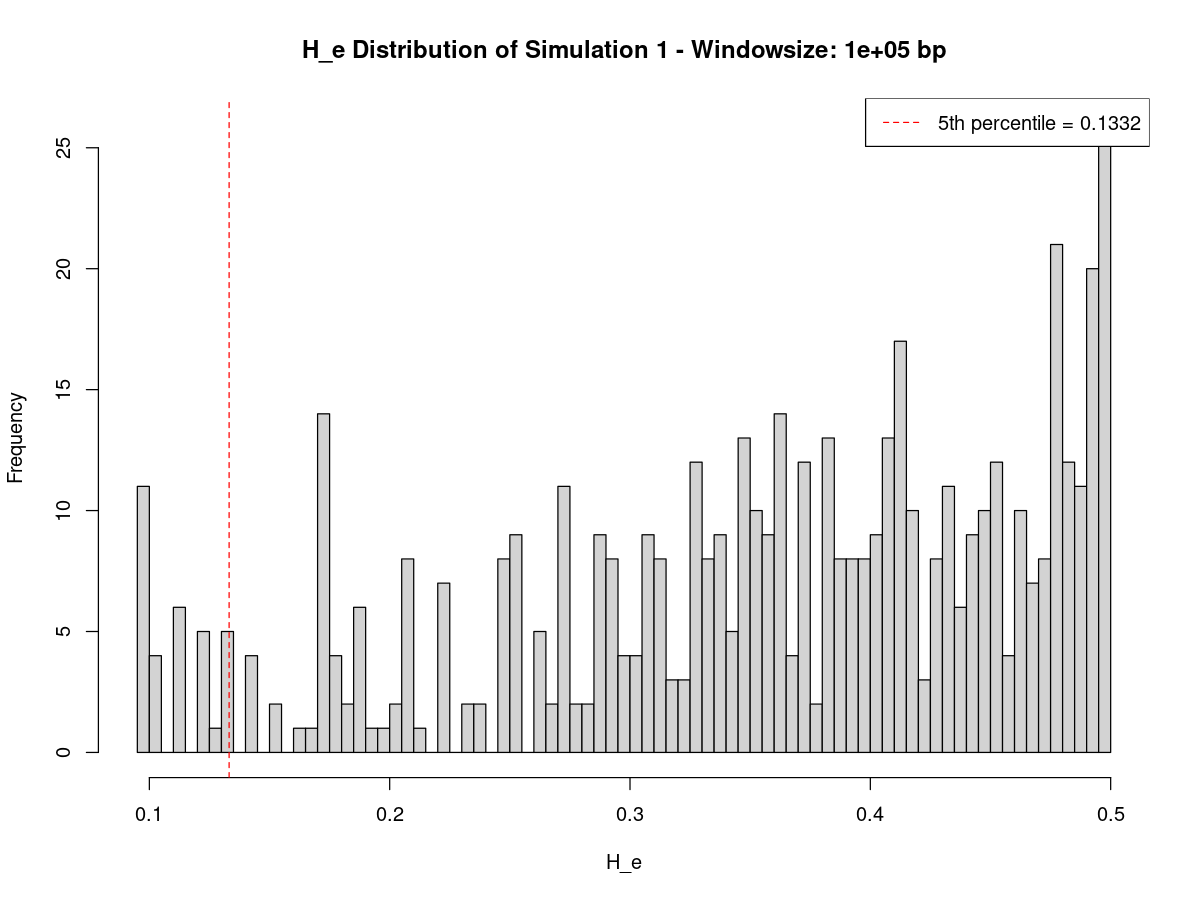 H_e Distribution of Simulation 1 - Windowsize: 1e+05 bp
5th percentile = 0.1332
Frequency
25
20
15
10
5
0
0.1 0.2 0.3 0.4 0.5
H_e